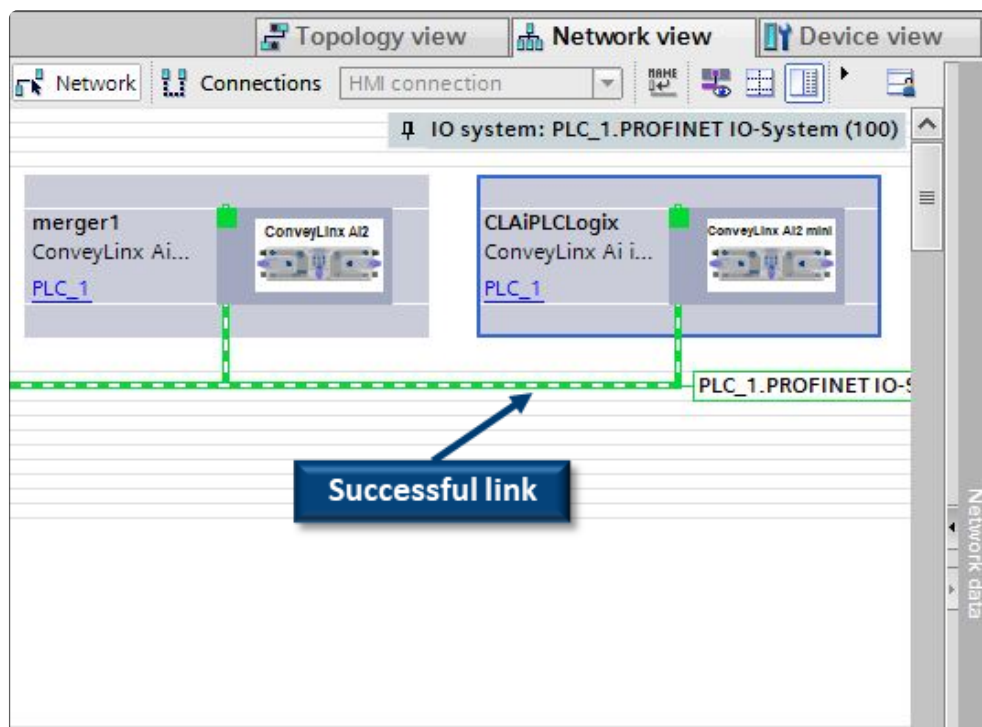 Topology view
Network view
Device view
Network
Connections
HMI connection
NAME
IO system: PLC_1.PROFINET IO-System (100)
merger1
ConveyLinx Ai...
PLC_1
ConveyLinx Ai2
CLAiPLCLogix
ConveyLinx Ai i...
PLC_1
ConveyLinx Ai2 mini
PLC_1.PROFINET IO-S
Successful link
Network data